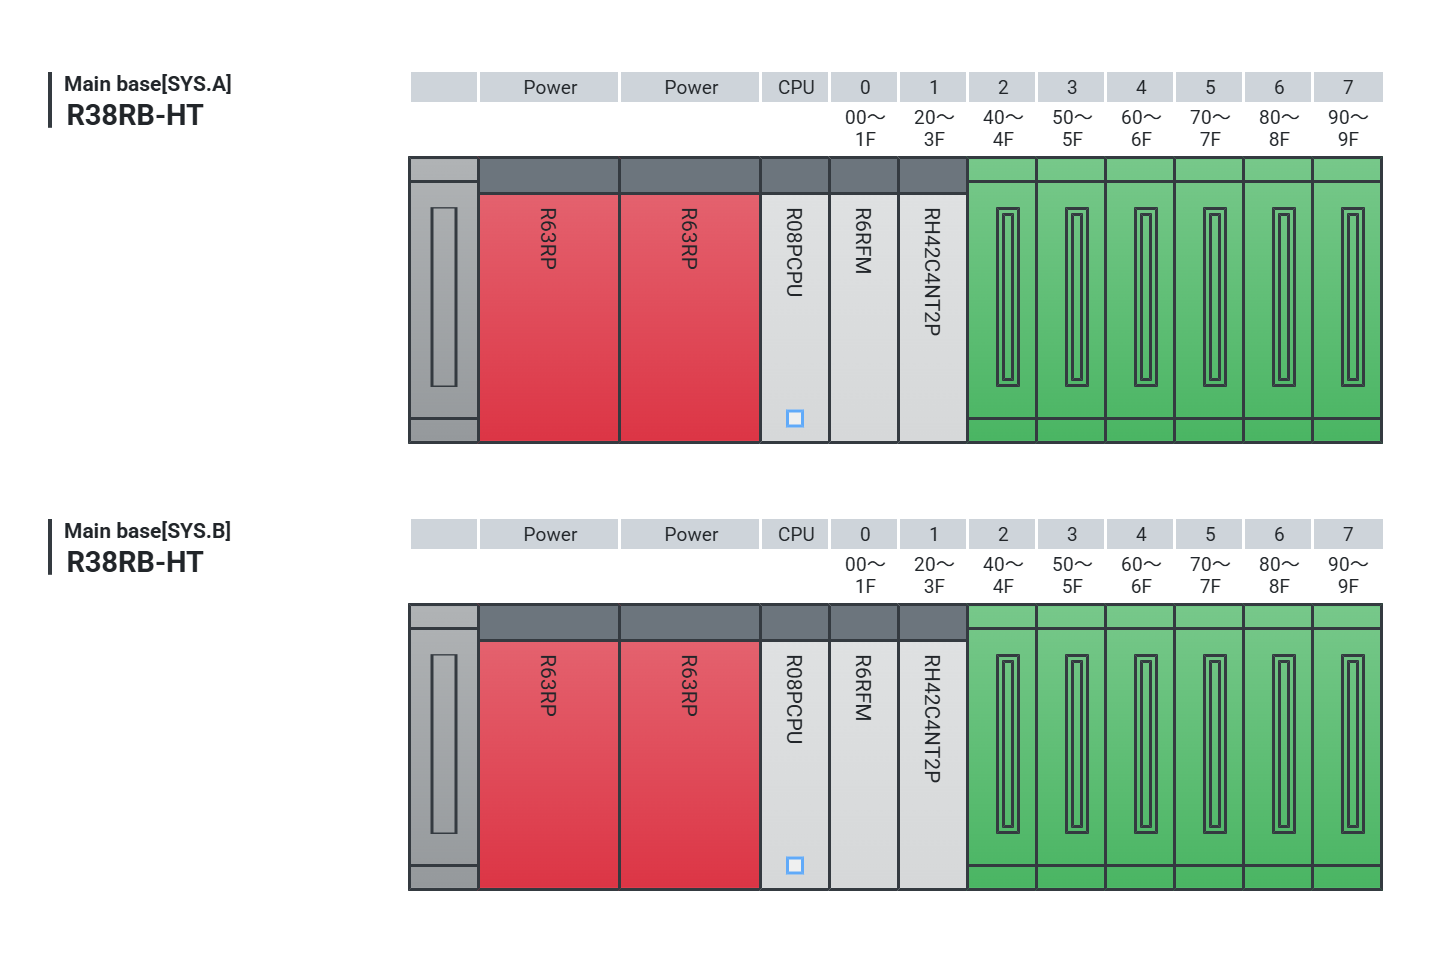 Main base[SYS.A]
R38RB-HT
Power Power CPU 0 1 2 3 4 5 6 7
00～ 20～ 40～ 50～ 60～ 70～ 80～ 90～
1F 3F 4F 5F 6F 7F 8F 9F
R63RP
R63RP
R08PCPU
R6RFM
RH42C4NT2P
Main base[SYS.B]
R38RB-HT
Power Power CPU 0 1 2 3 4 5 6 7
00～ 20～ 40～ 50～ 60～ 70～ 80～ 90～
1F 3F 4F 5F 6F 7F 8F 9F
R63RP
R63RP
R08PCPU
R6RFM
RH42C4NT2P